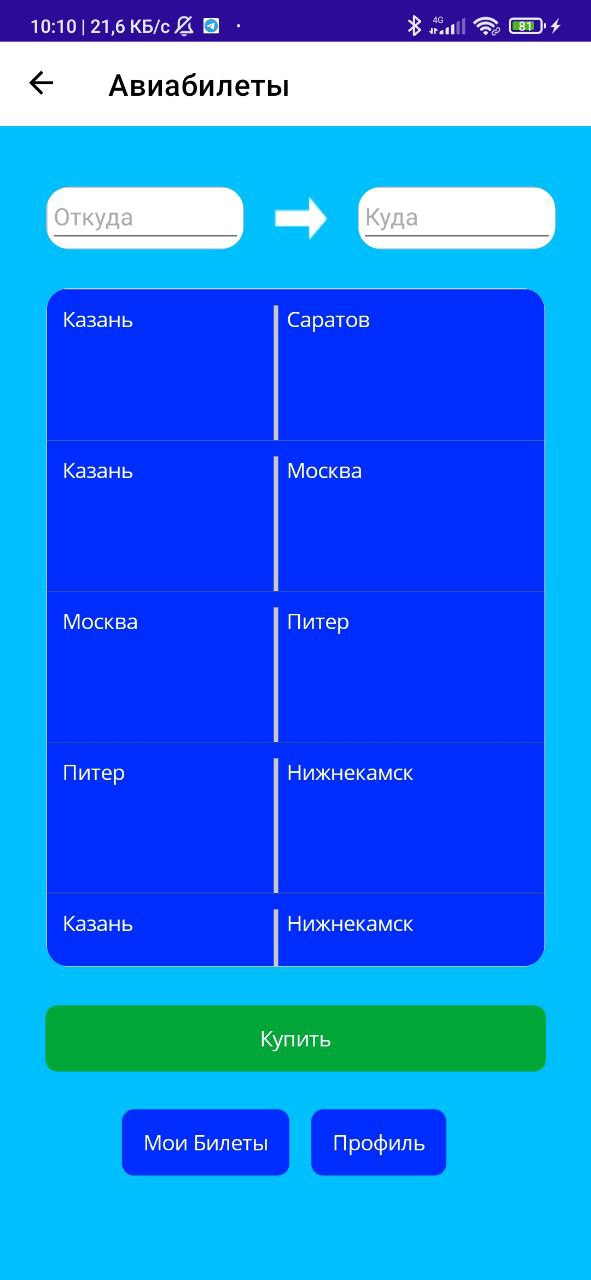 10:10 | 21,6 КБ/с 4G 81
Авиабилеты
Откуда Куда
Казань Саратов
Казань Москва
Москва Питер
Питер Нижнекамск
Казань Нижнекамск
Купить
Мои Билеты Профиль